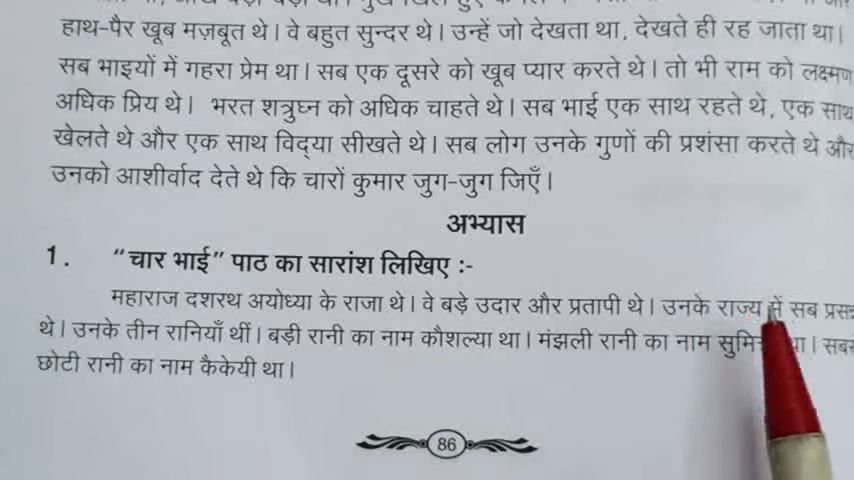 हाथ-पैर खूब मज़बूत थे। वे बहुत सुन्दर थे। उन्हें जो देखता था, देखते ही रह जाता था।
सब भाइयों में गहरा प्रेम था। सब एक दूसरे को खूब प्यार करते थे। तो भी राम को लक्ष्मण
अधिक प्रिय थे। भरत शत्रुघ्न को अधिक चाहते थे। सब भाई एक साथ रहते थे, एक साथ
खेलते थे और एक साथ विद्या सीखते थे। सब लोग उनके गुणों की प्रशंसा करते थे और
उनको आशीर्वाद देते थे कि चारों कुमार जुग-जुग जिएँ।
अभ्यास
1. "चार भाई" पाठ का सारांश लिखिए :-
महाराज दशरथ अयोध्या के राजा थे। वे बड़े उदार और प्रतापी थे। उनके राज्य में सब
थे। उनके तीन रानियाँ थीं। बड़ी रानी का नाम कौशल्या था। मंझली रानी का नाम
छोटी रानी का नाम कैकेयी था।
86